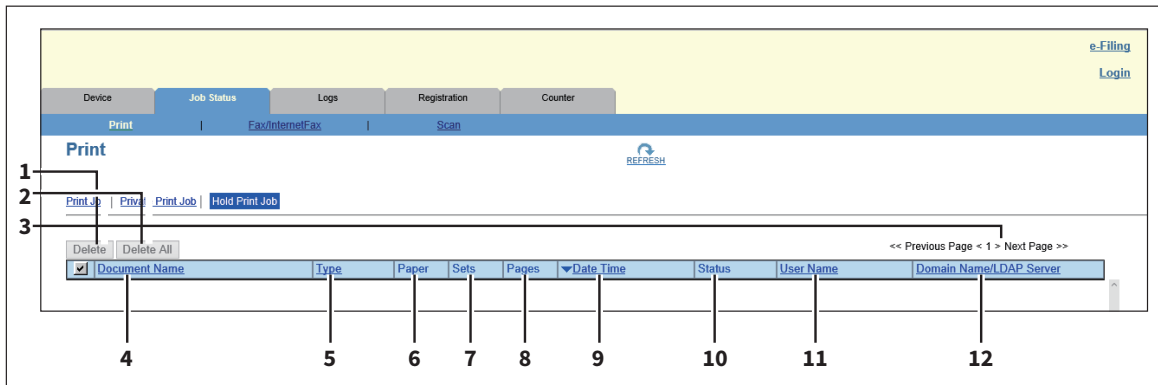 e-Filing
Login
Device Job Status Logs Registration Counter
Print | Fax/InternetFax | Scan
Print
REFRESH
1
2
Print Jo | Privat Print Job | Hold Print Job
3
Delete Delete All << Previous Page < 1 > Next Page >>
Document Name Type Paper Sets Pages Date Time Status User Name Domain Name/LDAP Server
4 5 6 7 8 9 10 11 12